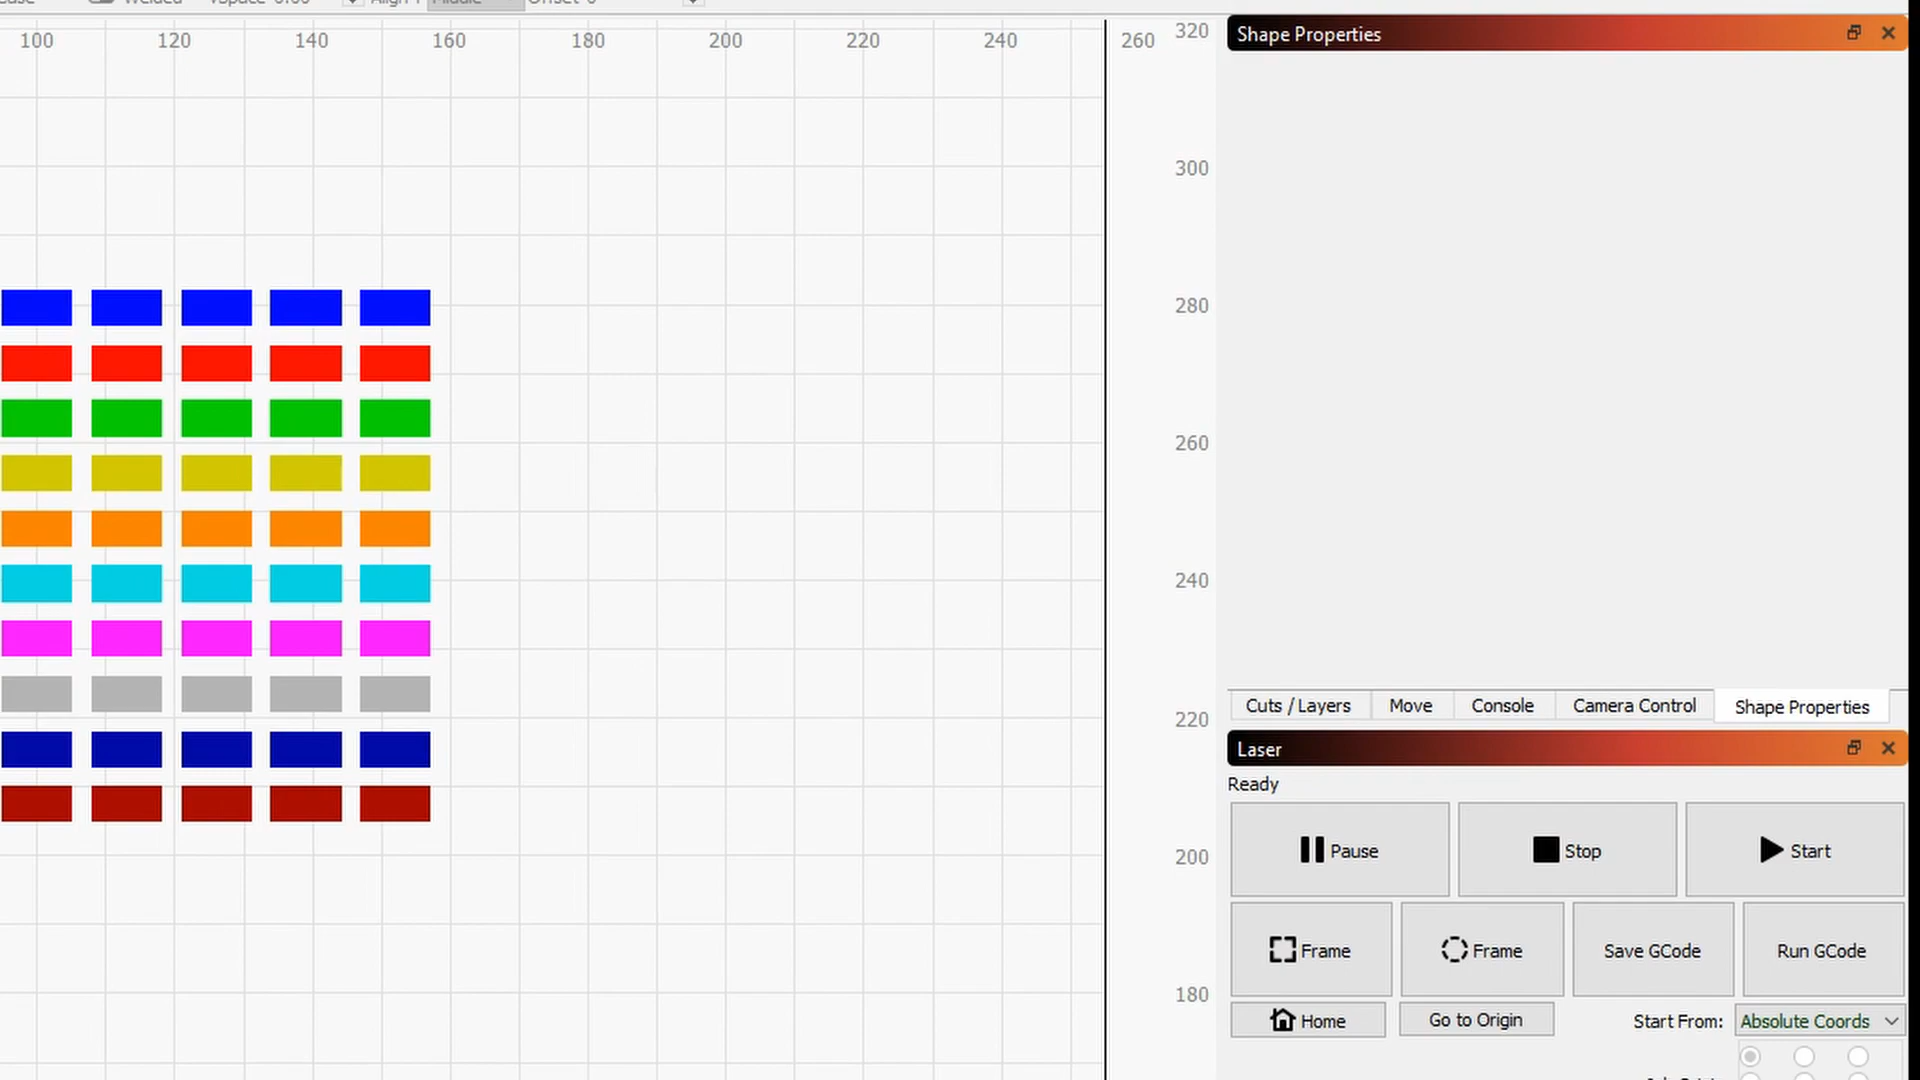 Welded
100 120 140 160 180 200 220 240 260
320
300
280
260
240
220
200
180
Shape Properties
Cuts / Layers Move Console Camera Control Shape Properties
Laser
Ready
Pause Stop Start
Frame Frame Save GCode Run GCode
Home Go to Origin Start From: Absolute Coords